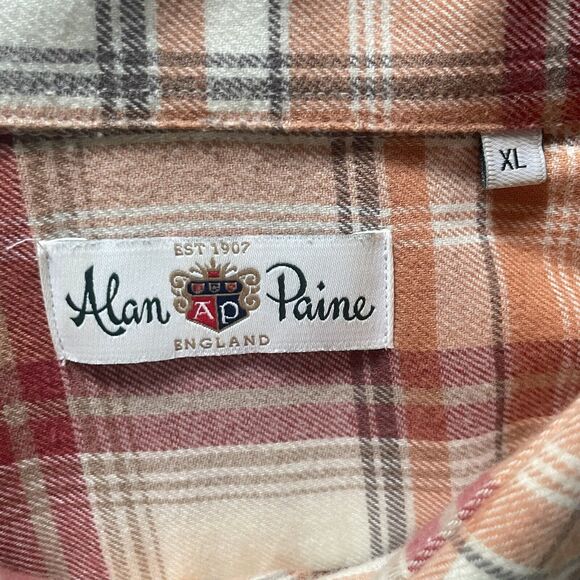 XL
EST 1907
Alan AP Paine
ENGLAND